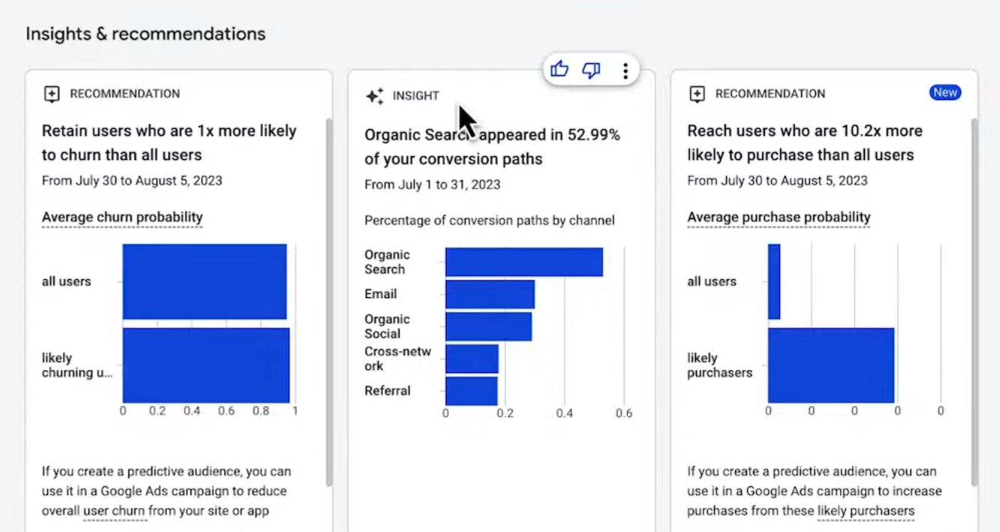 Insights & recommendations
RECOMMENDATION
Retain users who are 1x more likely
to churn than all users
From July 30 to August 5, 2023
Average churn probability
all users
likely
churning u...
0 0.2 0.4 0.6 0.8 1
If you create a predictive audience, you can
use it in a Google Ads campaign to reduce
overall user churn from your site or app
INSIGHT
Organic Search appeared in 52.99%
of your conversion paths
From July 1 to 31, 2023
Percentage of conversion paths by channel
Organic
Search
Email
Organic
Social
Cross-netw
ork
Referral
0 0.2 0.4 0.6
RECOMMENDATION
New
Reach users who are 10.2x more
likely to purchase than all users
From July 30 to August 5, 2023
Average purchase probability
all users
likely
purchasers
0 0 0 0 0
If you create a predictive audience, you can
use it in a Google Ads campaign to increase
purchases from these likely purchasers